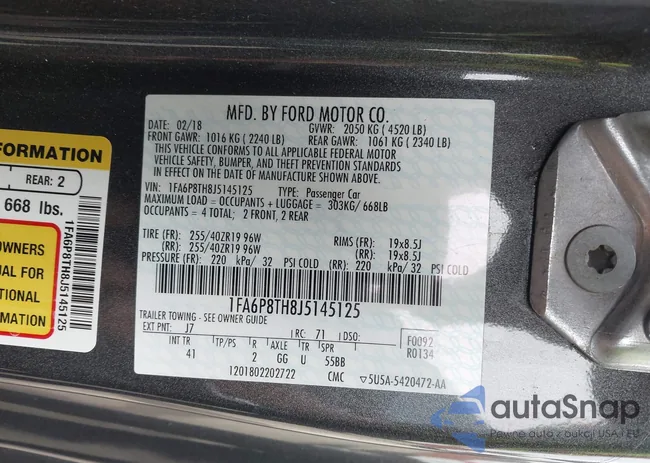 MFD. BY FORD MOTOR CO.
DATE: 02/18 GVWR: 2050 KG ( 4520 LB)
FRONT GAWR: 1016 KG (2240 LB) REAR GAWR: 1061 KG ( 2340 LB)
THIS VEHICLE CONFORMS TO ALL APPLICABLE FEDERAL MOTOR
VEHICLE SAFETY, BUMPER, AND THEFT PREVENTION STANDARDS
IN EFFECT ON THE DATE OF MANUFACTURE SHOWN ABOVE.
VIN: 1FA6P8TH8J5145125 TYPE: Passenger Car
MAXIMUM LOAD = OCCUPANTS + LUGGAGE = 303KG/ 668LB
OCCUPANTS = 4 TOTAL; 2 FRONT, 2 REAR
TIRE (FR): 255/40ZR19 96W RIMS (FR): 19x8.5J
(RR): 255/40ZR19 96W (RR): 19x8.5J
PRESSURE (FR): 220 kPa/ 32 PSI COLD (RR): 220 kPa/ 32 PSI COLD
1FA6P8TH8J5145125
TRAILER TOWING - SEE OWNER GUIDE
EXT PNT: J7 RC: 71 DSO: F0092
INT TR TP/PS R AXLE TR SPR R0134
41 2 GG U 55BB
1201802202722 CMC 5U5A-5420472-AA
FORMATION
REAR: 2
668 lbs.
OWNERS
UAL FOR
TIONAL
MATION
1FA6P8TH8J5145125
autaSnap
Pewne auto z aukcji USA i EU